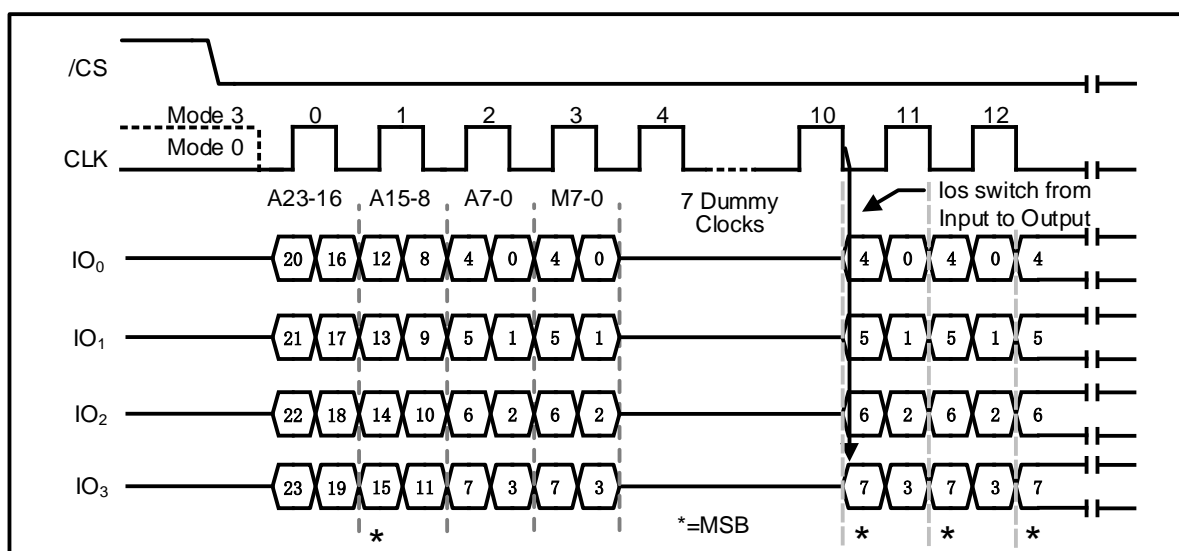 /CS
Mode 3
Mode 0
CLK
0 1 2 3 4 10 11 12
A23-16 A15-8 A7-0 M7-0
7 Dummy
Clocks
Ios switch from
Input to Output
IO0 20 16 12 8 4 0 4 0 4 0 4 0 4
IO1 21 17 13 9 5 1 5 1 5 1 5 1 5
IO2 22 18 14 10 6 2 6 2 6 2 6 2 6
IO3 23 19 15 11 7 3 7 3 7 3 7 3 7
* *=MSB * * *